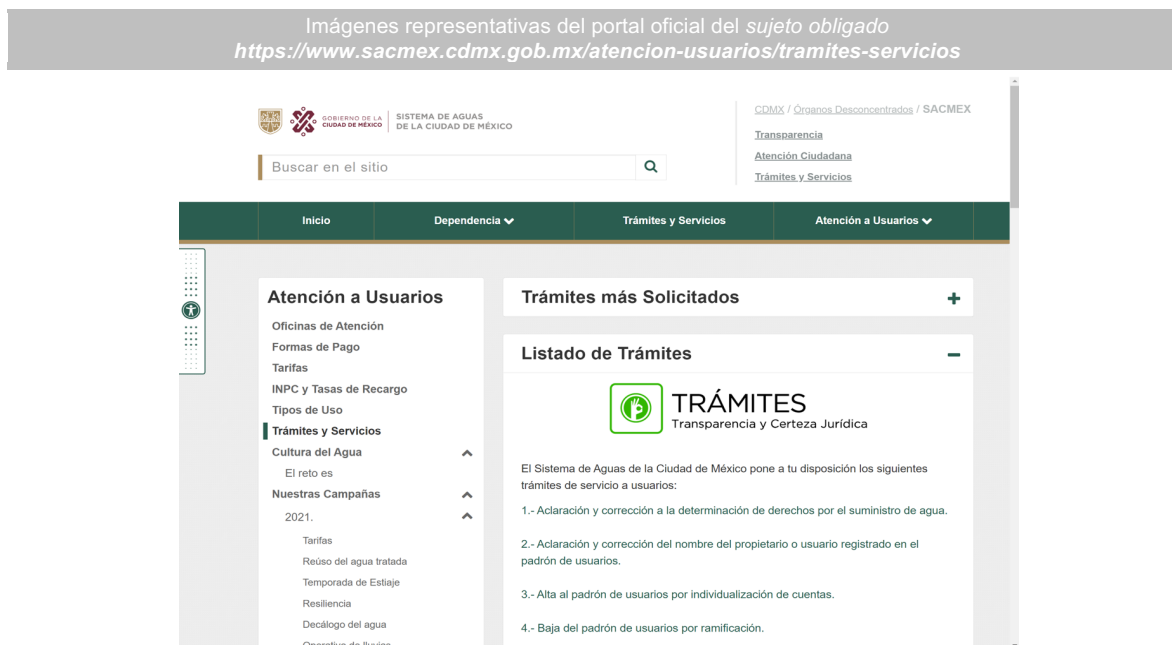 Imágenes representativas del portal oficial del sujeto obligado
https://www.sacmex.cdmx.gob.mx/atencion-usuarios/tramites-servicios
GOBIERNO DE LA
CIUDAD DE MÉXICO
SISTEMA DE AGUAS
DE LA CIUDAD DE MÉXICO
CDMX / Órganos Desconcentrados / SACMEX
Transparencia
Atención Ciudadana
Trámites y Servicios
Buscar en el sitio
Inicio
Dependencia
Trámites y Servicios
Atención a Usuarios
Atención a Usuarios
Oficinas de Atención
Formas de Pago
Tarifas
INPC y Tasas de Recargo
Tipos de Uso
Trámites y Servicios
Cultura del Agua
El reto es
Nuestras Campañas
2021.
Tarifas
Reúso del agua tratada
Temporada de Estiaje
Resiliencia
Decálogo del agua
Operativo de lluvias
Trámites más Solicitados
Listado de Trámites
TRÁMITES
Transparencia y Certeza Jurídica
El Sistema de Aguas de la Ciudad de México pone a tu disposición los siguientes
trámites de servicio a usuarios:
1.- Aclaración y corrección a la determinación de derechos por el suministro de agua.
2.- Aclaración y corrección del nombre del propietario o usuario registrado en el
padrón de usuarios.
3.- Alta al padrón de usuarios por individualización de cuentas.
4.- Baja del padrón de usuarios por ramificación.